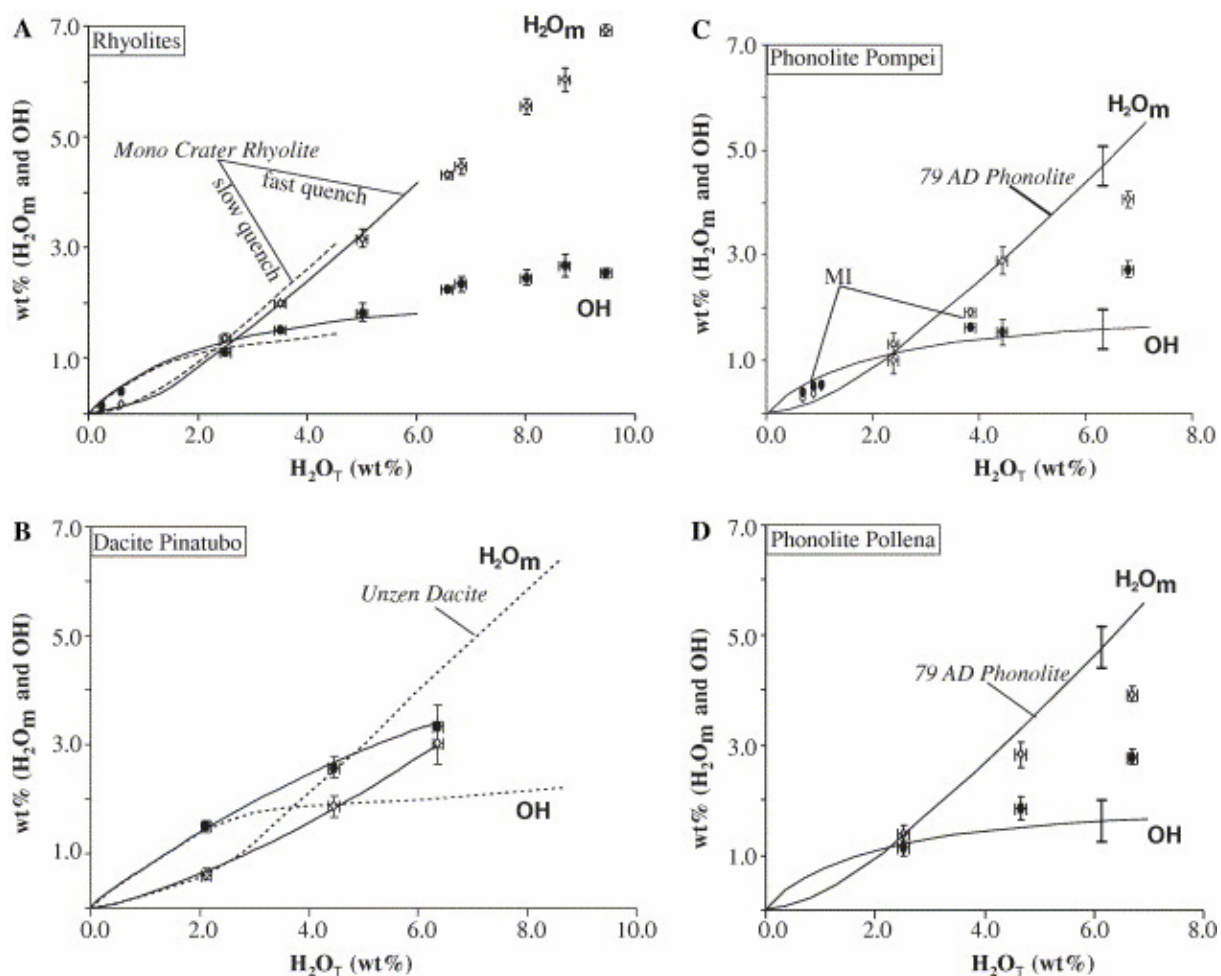 A
Rhyolites
H₂Oₘ
Mono Crater Rhyolite
fast quench
slow quench
OH
wt% (H₂Oₘ and OH)
7.0
5.0
3.0
1.0
0.0 2.0 4.0 6.0 8.0 10.0
H₂O_T (wt%)
C
Phonolite Pompei
H₂Oₘ
79 AD Phonolite
MI
OH
wt% (H₂Oₘ and OH)
7.0
5.0
3.0
1.0
0.0 2.0 4.0 6.0 8.0
H₂O_T (wt%)
B
Dacite Pinatubo
H₂Oₘ
Unzen Dacite
OH
wt% (H₂Oₘ and OH)
7.0
5.0
3.0
1.0
0.0 2.0 4.0 6.0 8.0 10.0
H₂O_T (wt%)
D
Phonolite Pollena
H₂Oₘ
79 AD Phonolite
OH
wt% (H₂Oₘ and OH)
7.0
5.0
3.0
1.0
0.0 2.0 4.0 6.0 8.0
H₂O_T (wt%)